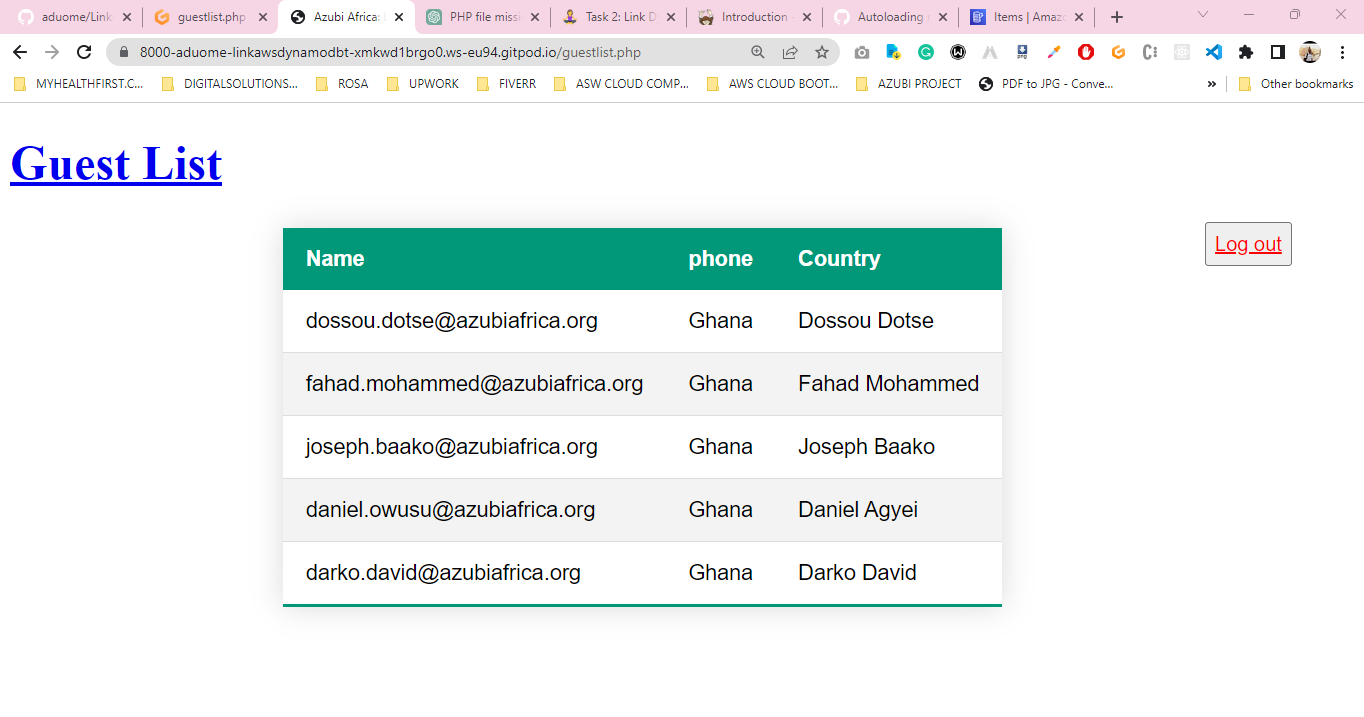 aduome/Link
guestlist.php
Azubi Africa:
PHP file missi
Task 2: Link D
Introduction
Autoloading
Items | Amaz
8000-aduome-linkawsdynamodbt-xmkwd1brgo0.ws-eu94.gitpod.io/guestlist.php
MYHEALTHFIRST.C... DIGITALSOLUTIONS... ROSA UPWORK FIVERR ASW CLOUD COMP... AWS CLOUD BOOT... AZUBI PROJECT PDF to JPG - Conve... » Other bookmarks
Guest List
Log out
Name phone Country
dossou.dotse@azubiafrica.org Ghana Dossou Dotse
fahad.mohammed@azubiafrica.org Ghana Fahad Mohammed
joseph.baako@azubiafrica.org Ghana Joseph Baako
daniel.owusu@azubiafrica.org Ghana Daniel Agyei
darko.david@azubiafrica.org Ghana Darko David